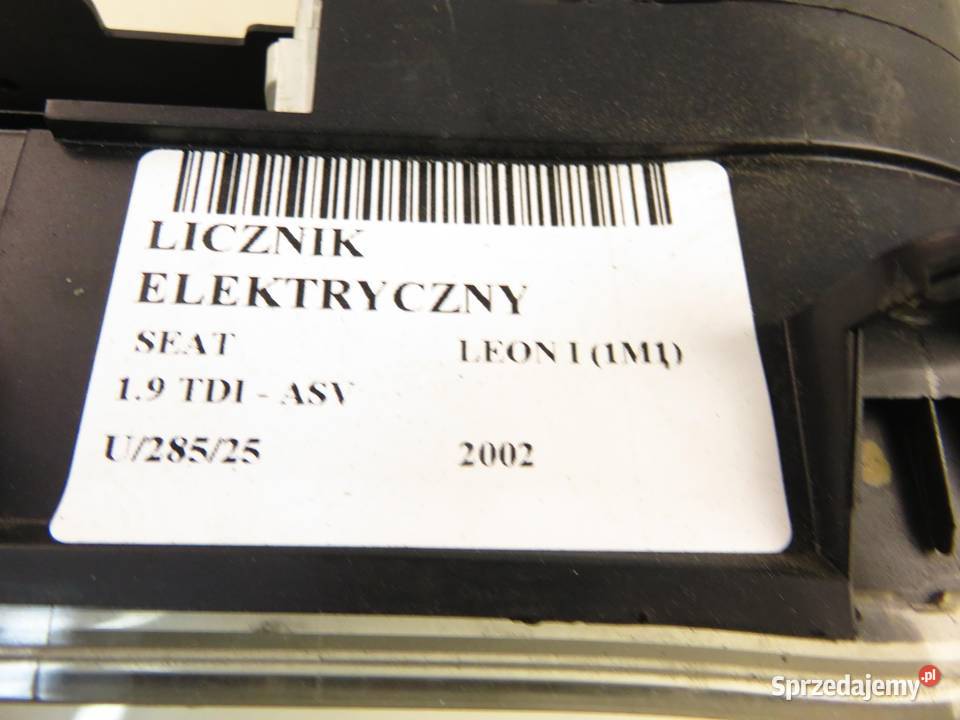 LICZNIK
ELEKTRYCZNY
SEAT LEON I (1M1)
1.9 TDI - ASV
U/285/25 2002
Sprzedajemy.pl